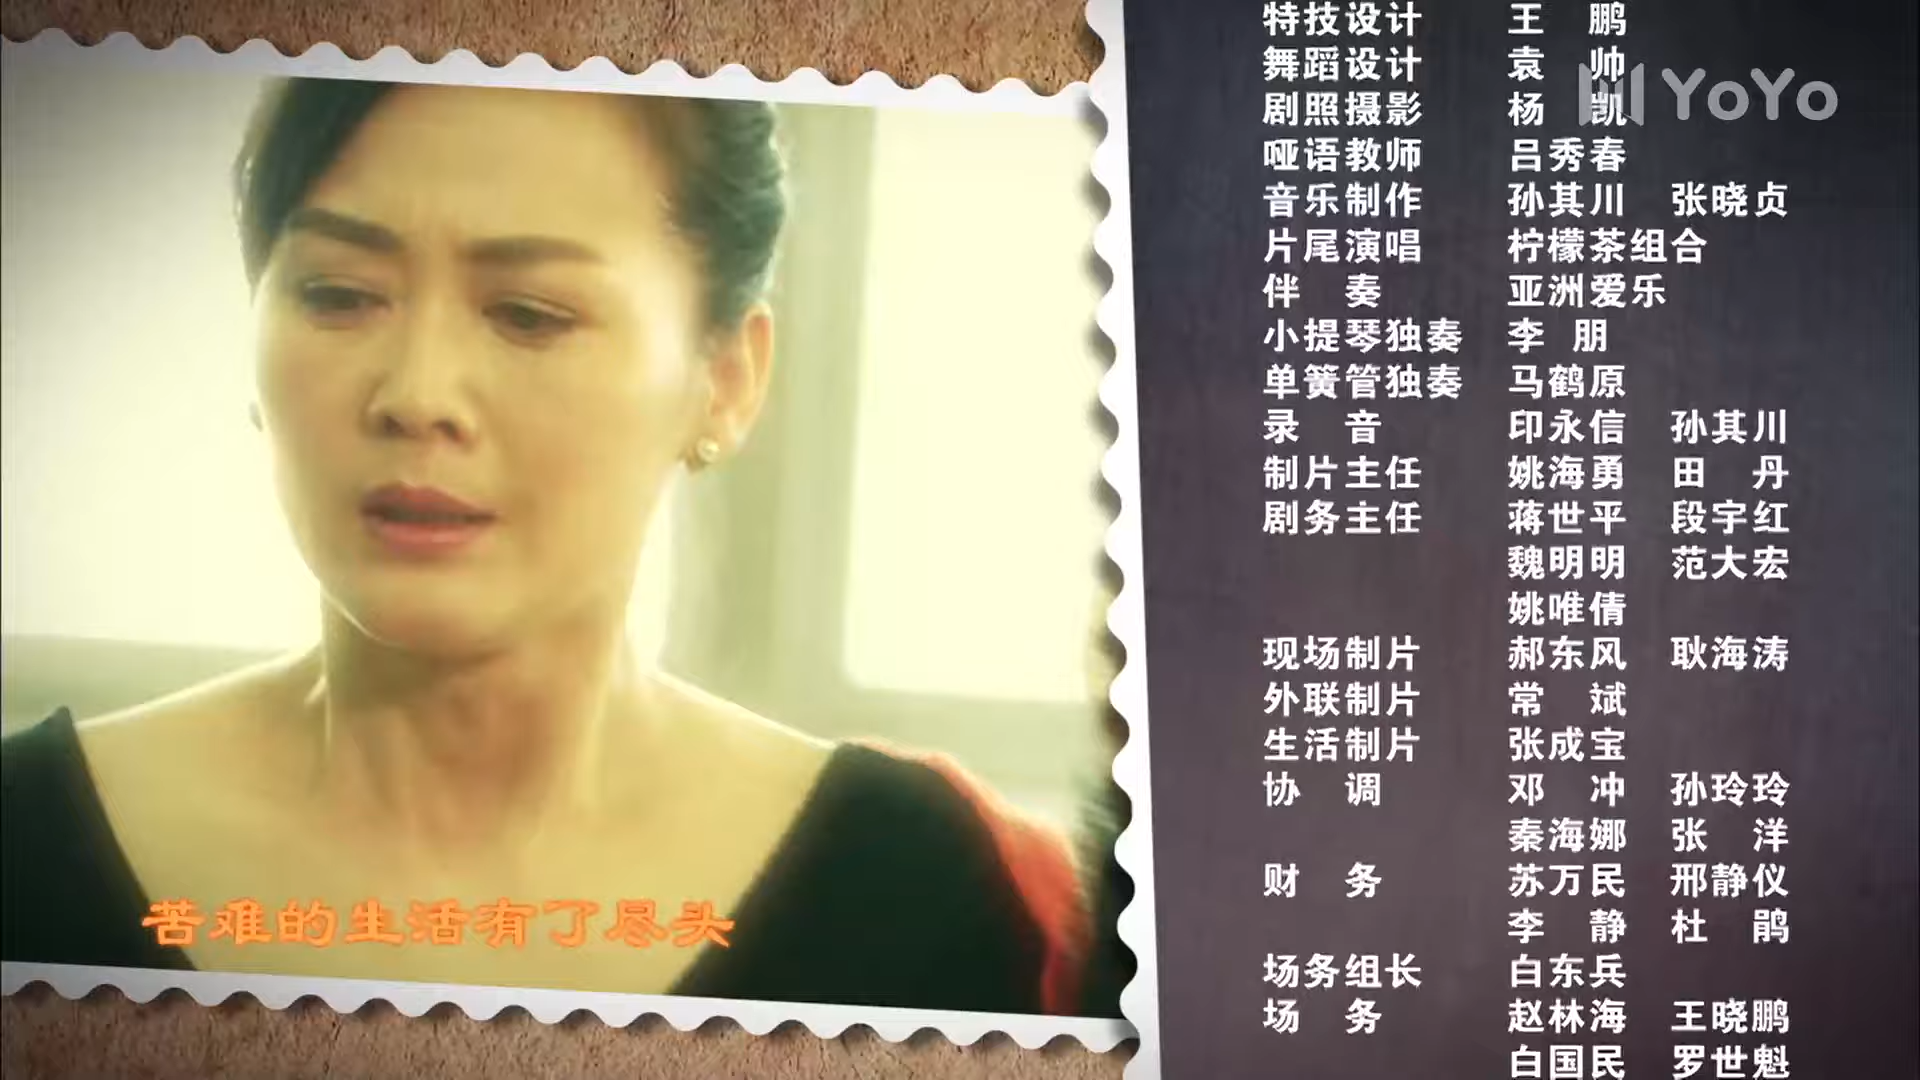 特技设计 王 鹏
舞蹈设计 袁 帅
YoYo
剧照摄影 杨 凯
哑语教师 吕秀春
音乐制作 孙其川 张晓贞
片尾演唱 柠檬茶组合
伴 奏 亚洲爱乐
小提琴独奏 李 朋
单簧管独奏 马鹤原
录 音 印永信 孙其川
制片主任 姚海勇 田 丹
剧务主任 蒋世平 段宇红
魏明明 范大宏
姚唯倩
现场制片 郝东风 耿海涛
外联制片 常 斌
生活制片 张成宝
协 调 邓 冲 孙玲玲
秦海娜 张 洋
财 务 苏万民 邢静仪
李 静 杜 鹃
场务组长 白东兵
场 务 赵林海 王晓鹏
白国民 罗世魁
苦难的生活有了尽头